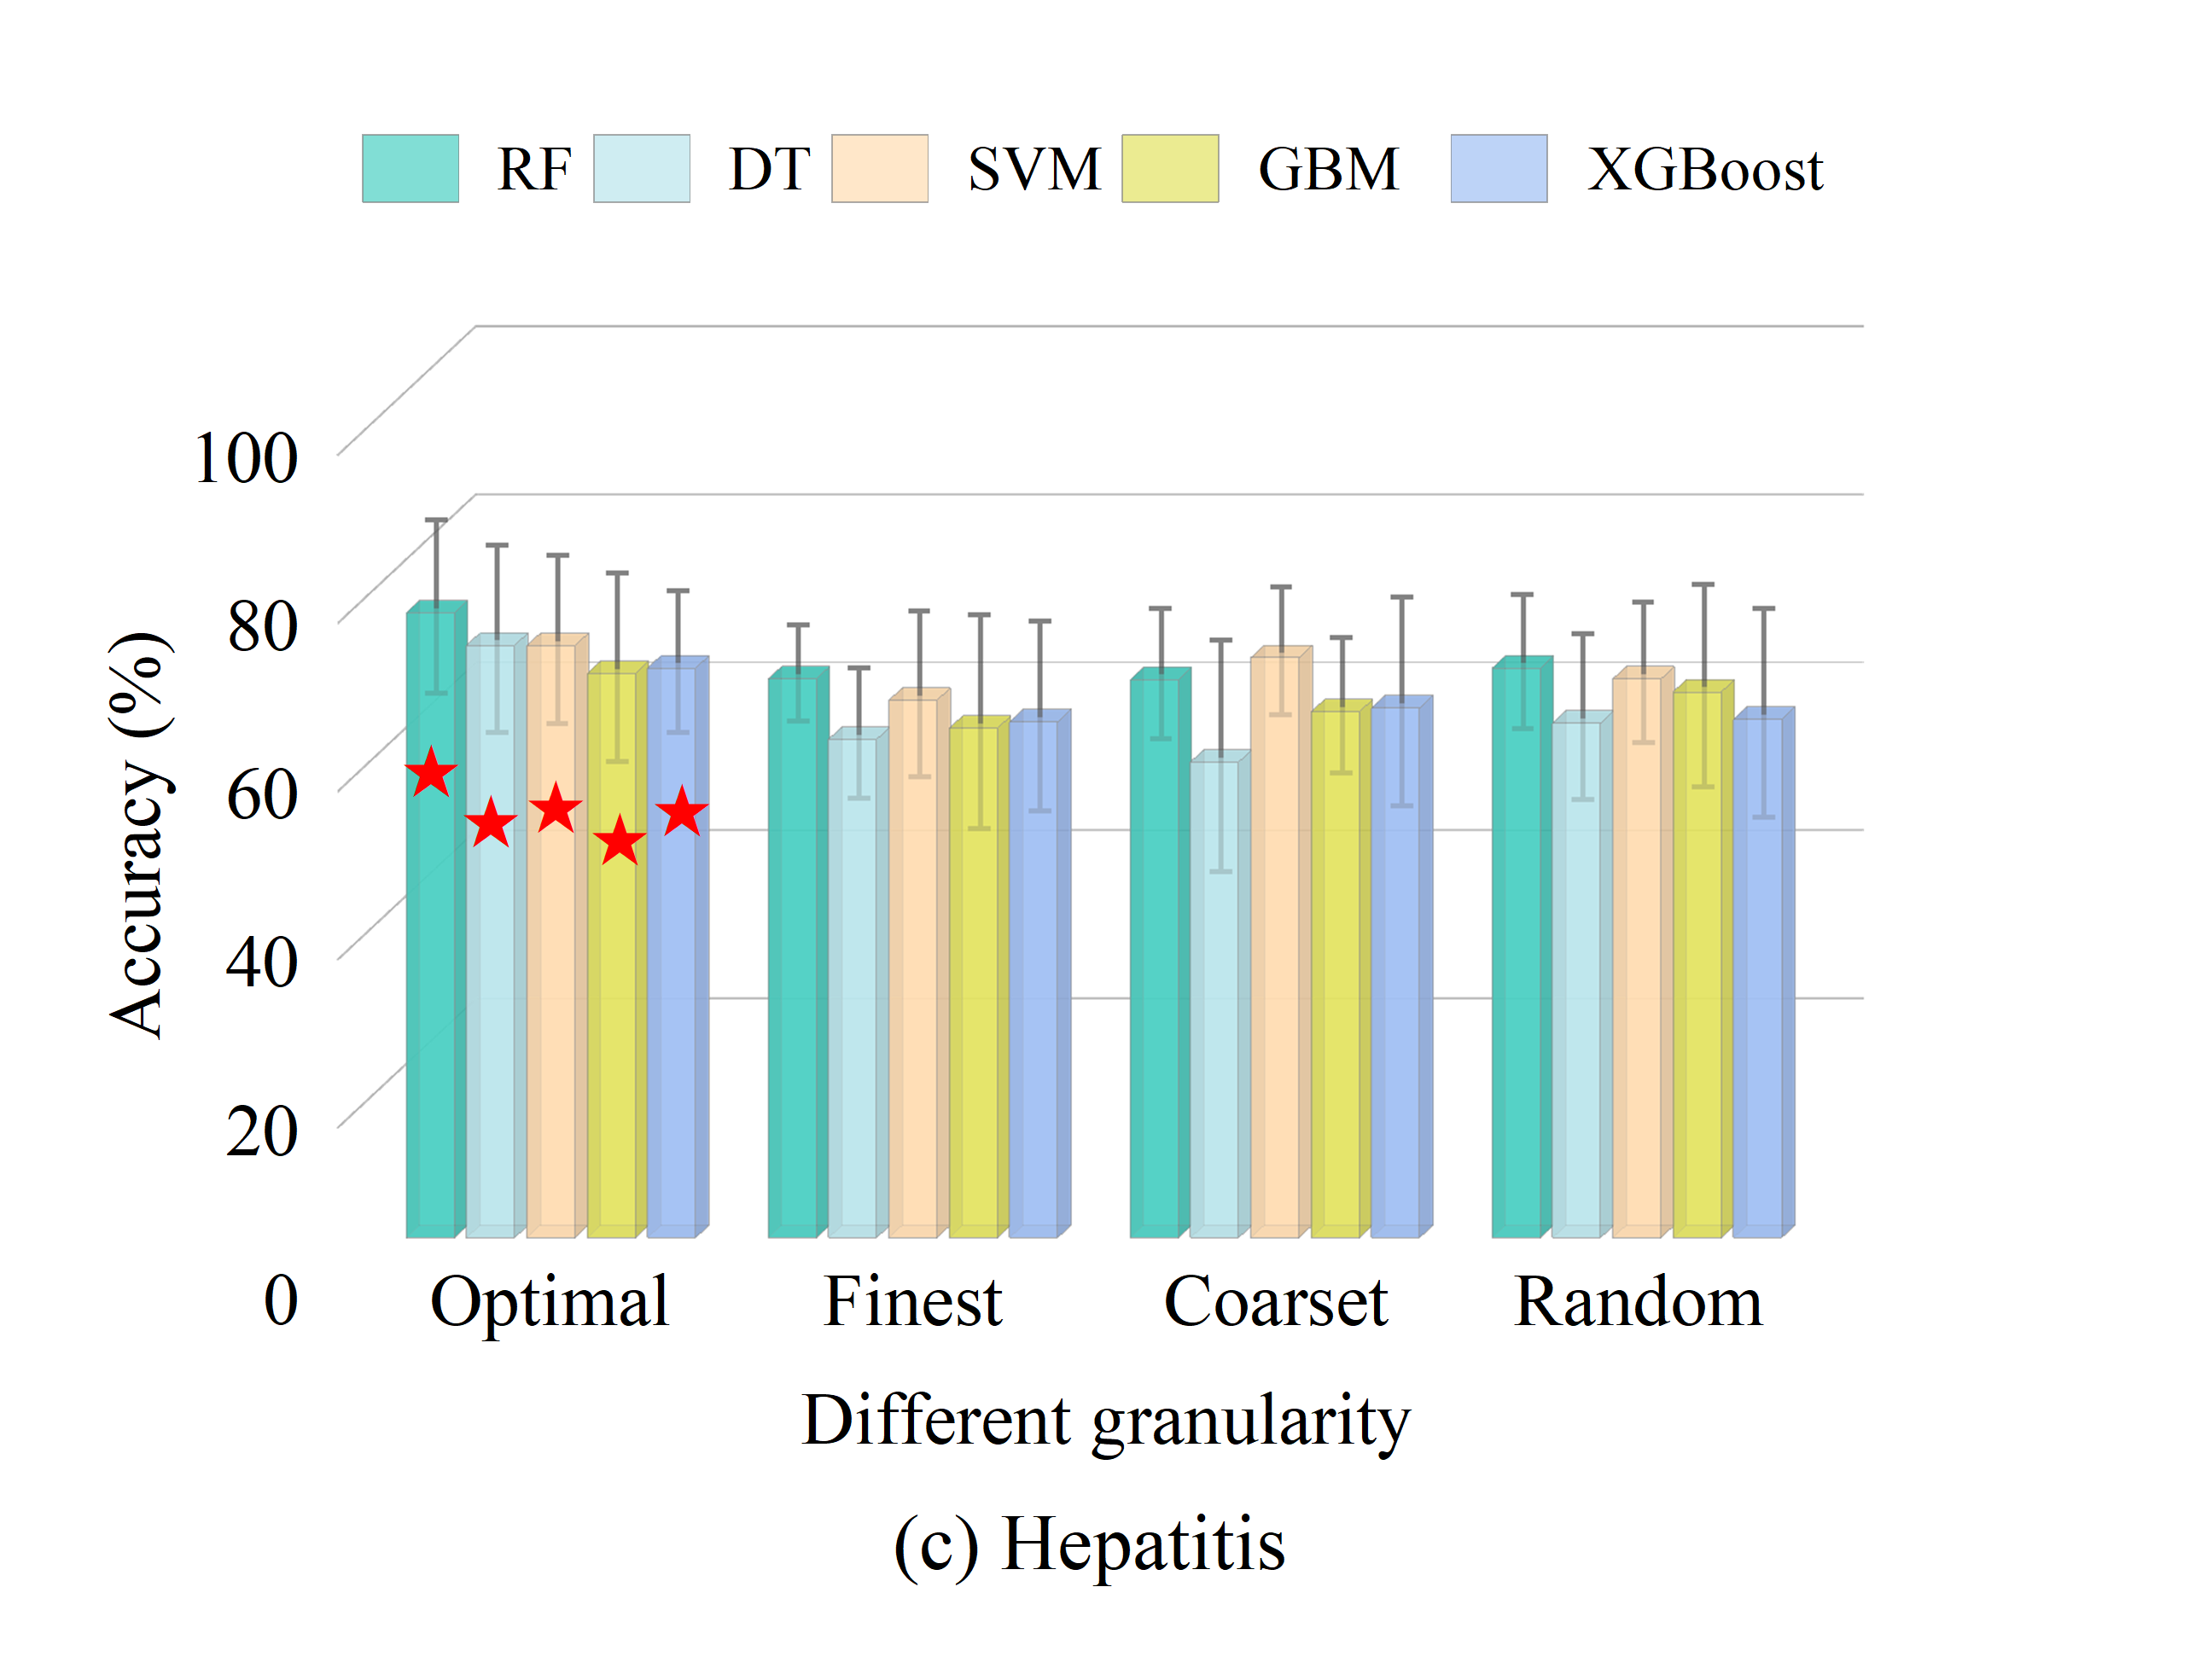 RF DT SVM GBM XGBoost
100
80
60
40
20
0
Accuracy (%)
Optimal Finest Coarset Random
Different granularity
(c) Hepatitis